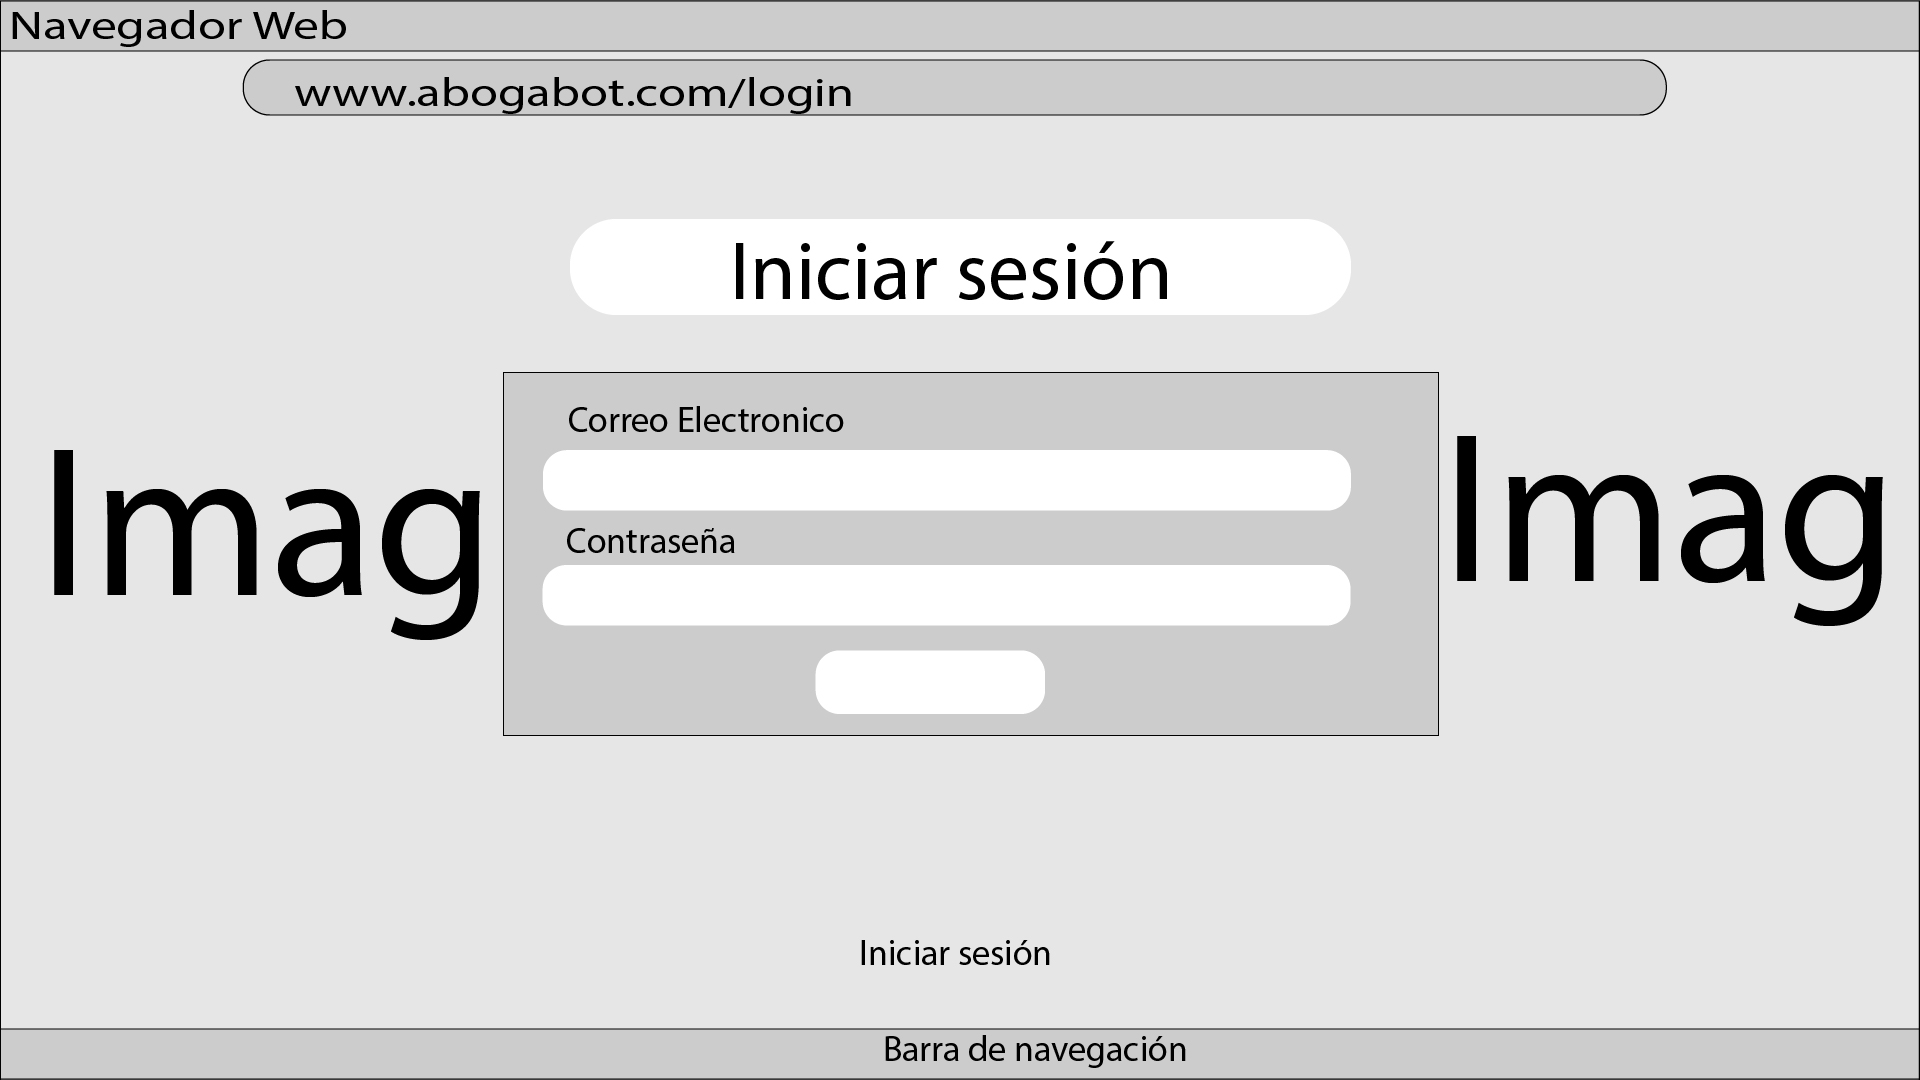 Navegador Web
www.abogabot.com/login
Iniciar sesión
Correo Electronico
Imag
Imag
Contraseña
Iniciar sesión
Barra de navegación